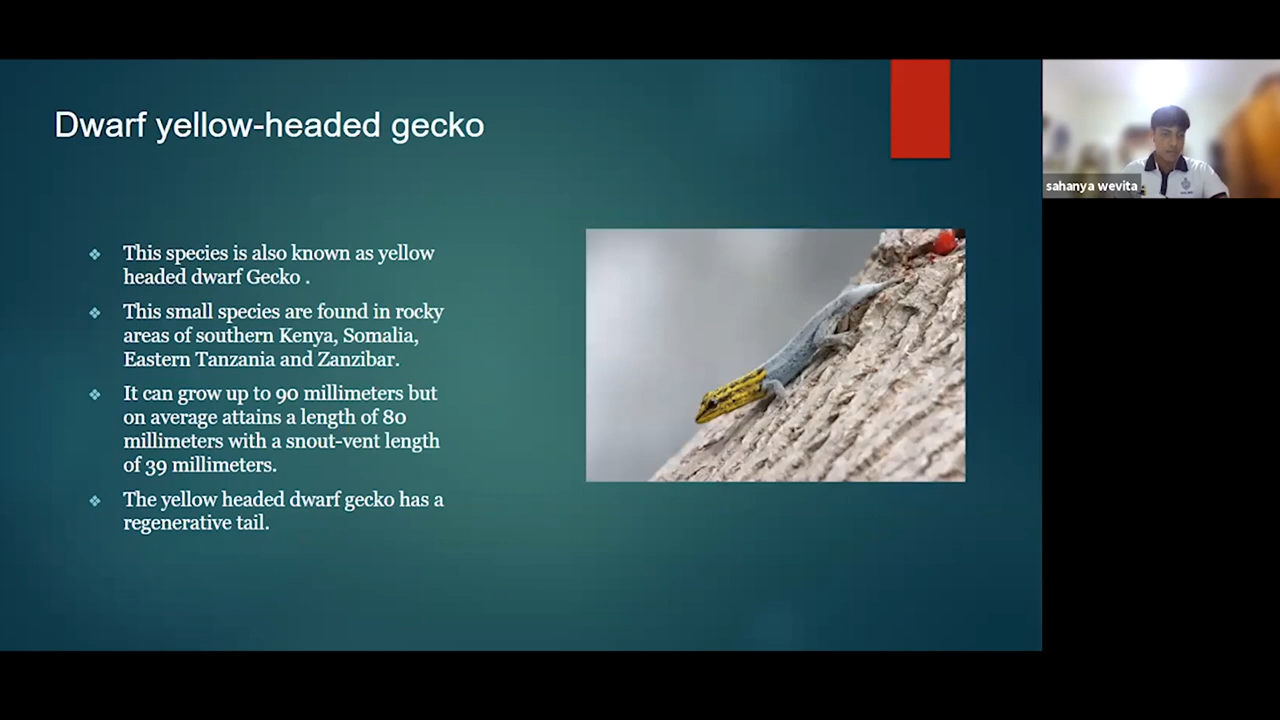 Dwarf yellow-headed gecko
This species is also known as yellow
headed dwarf Gecko .
This small species are found in rocky
areas of southern Kenya, Somalia,
Eastern Tanzania and Zanzibar.
It can grow up to 90 millimeters but
on average attains a length of 80
millimeters with a snout-vent length
of 39 millimeters.
The yellow headed dwarf gecko has a
regenerative tail.
sahanya wevita